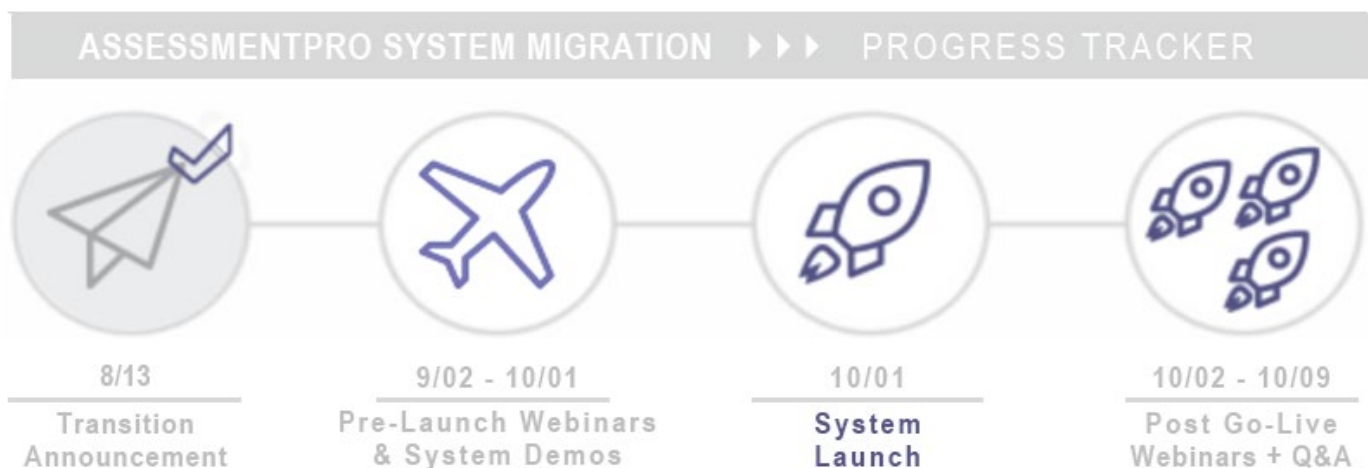 ASSESSMENTPRO SYSTEM MIGRATION PROGRESS TRACKER
8/13
Transition
Announcement
9/02 - 10/01
Pre-Launch Webinars
& System Demos
10/01
System
Launch
10/02 - 10/09
Post Go-Live
Webinars + Q&A